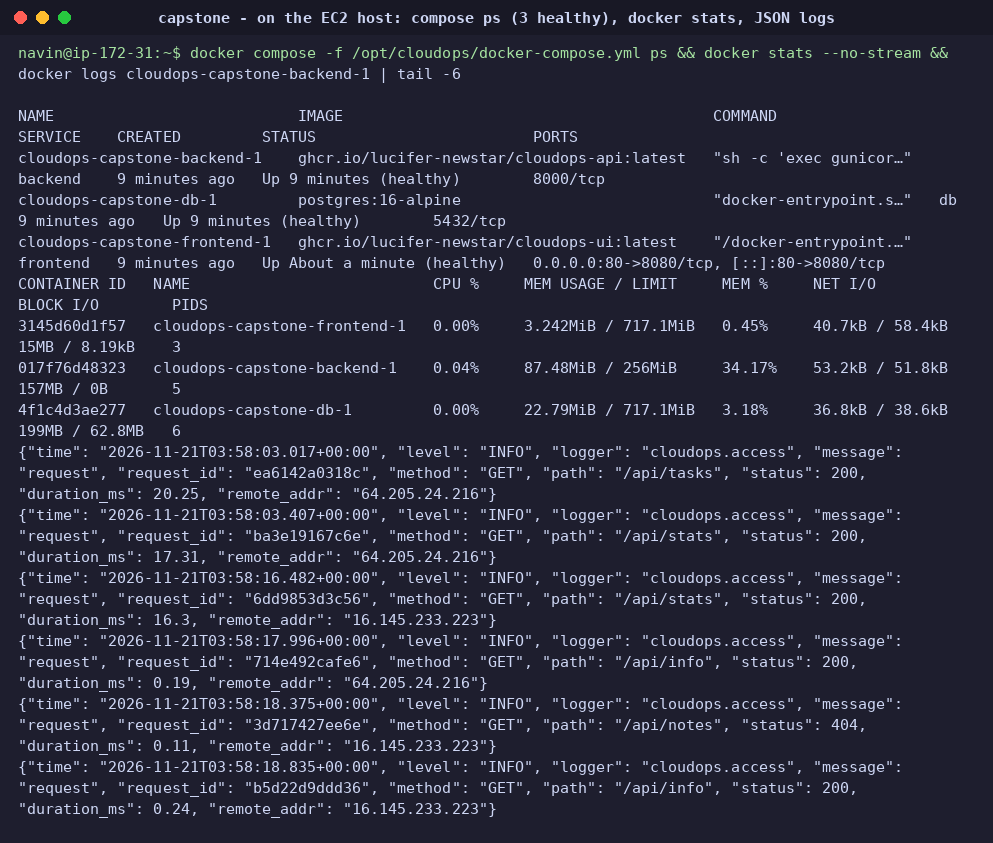 capstone - on the EC2 host: compose ps (3 healthy), docker stats, JSON logs
navin@ip-172-31:~$ docker compose -f /opt/cloudops/docker-compose.yml ps && docker stats --no-stream &&
docker logs cloudops-capstone-backend-1 | tail -6
NAME                           IMAGE                                         COMMAND
SERVICE    CREATED         STATUS                        PORTS
cloudops-capstone-backend-1    ghcr.io/lucifer-newstar/cloudops-api:latest   "sh -c 'exec gunicor…"
backend    9 minutes ago   Up 9 minutes (healthy)        8000/tcp
cloudops-capstone-db-1         postgres:16-alpine                            "docker-entrypoint.s…"   db
9 minutes ago   Up 9 minutes (healthy)        5432/tcp
cloudops-capstone-frontend-1   ghcr.io/lucifer-newstar/cloudops-ui:latest    "/docker-entrypoint.…"
frontend   9 minutes ago   Up About a minute (healthy)   0.0.0.0:80->8080/tcp, [::]:80->8080/tcp
CONTAINER ID   NAME                           CPU %     MEM USAGE / LIMIT     MEM %     NET I/O
BLOCK I/O        PIDS
3145d60d1f57   cloudops-capstone-frontend-1   0.00%     3.242MiB / 717.1MiB   0.45%     40.7kB / 58.4kB
15MB / 8.19kB    3
017f76d48323   cloudops-capstone-backend-1    0.04%     87.48MiB / 256MiB     34.17%    53.2kB / 51.8kB
157MB / 0B       5
4f1c4d3ae277   cloudops-capstone-db-1         0.00%     22.79MiB / 717.1MiB   3.18%     36.8kB / 38.6kB
199MB / 62.8MB   6
{"time": "2026-11-21T03:58:03.017+00:00", "level": "INFO", "logger": "cloudops.access", "message":
"request", "request_id": "ea6142a0318c", "method": "GET", "path": "/api/tasks", "status": 200,
"duration_ms": 20.25, "remote_addr": "64.205.24.216"}
{"time": "2026-11-21T03:58:03.407+00:00", "level": "INFO", "logger": "cloudops.access", "message":
"request", "request_id": "ba3e19167c6e", "method": "GET", "path": "/api/stats", "status": 200,
"duration_ms": 17.31, "remote_addr": "64.205.24.216"}
{"time": "2026-11-21T03:58:16.482+00:00", "level": "INFO", "logger": "cloudops.access", "message":
"request", "request_id": "6dd9853d3c56", "method": "GET", "path": "/api/stats", "status": 200,
"duration_ms": 16.3, "remote_addr": "16.145.233.223"}
{"time": "2026-11-21T03:58:17.996+00:00", "level": "INFO", "logger": "cloudops.access", "message":
"request", "request_id": "714e492cafe6", "method": "GET", "path": "/api/info", "status": 200,
"duration_ms": 0.19, "remote_addr": "64.205.24.216"}
{"time": "2026-11-21T03:58:18.375+00:00", "level": "INFO", "logger": "cloudops.access", "message":
"request", "request_id": "3d717427ee6e", "method": "GET", "path": "/api/notes", "status": 404,
"duration_ms": 0.11, "remote_addr": "16.145.233.223"}
{"time": "2026-11-21T03:58:18.835+00:00", "level": "INFO", "logger": "cloudops.access", "message":
"request", "request_id": "b5d22d9ddd36", "method": "GET", "path": "/api/info", "status": 200,
"duration_ms": 0.24, "remote_addr": "16.145.233.223"}